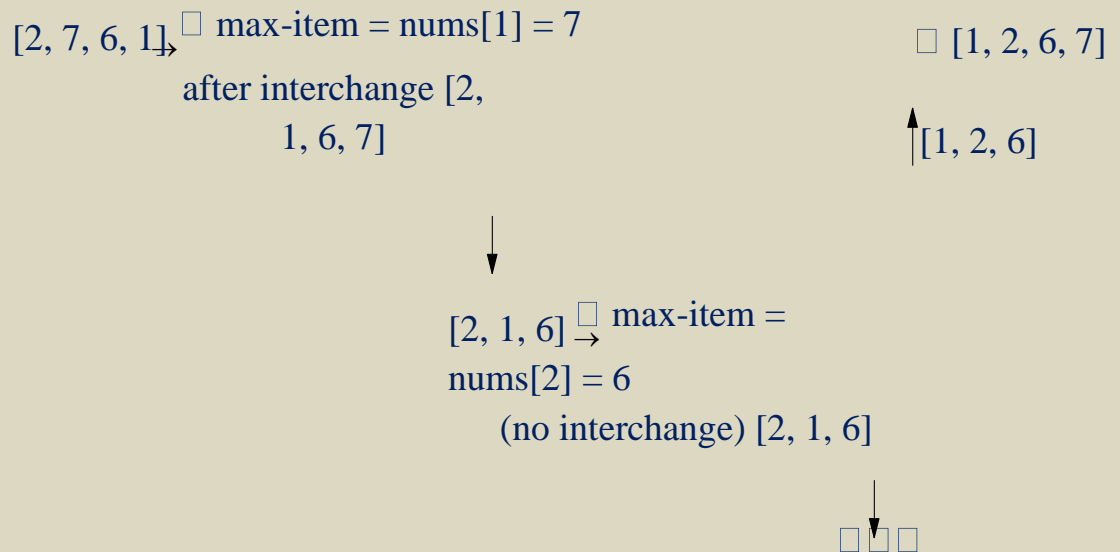 [2, 7, 6, 1]→ □ max-item = nums[1] = 7
after interchange [2,
1, 6, 7]
□ [1, 2, 6, 7]
[1, 2, 6]
[2, 1, 6] → □ max-item =
nums[2] = 6
(no interchange) [2, 1, 6]
□□□